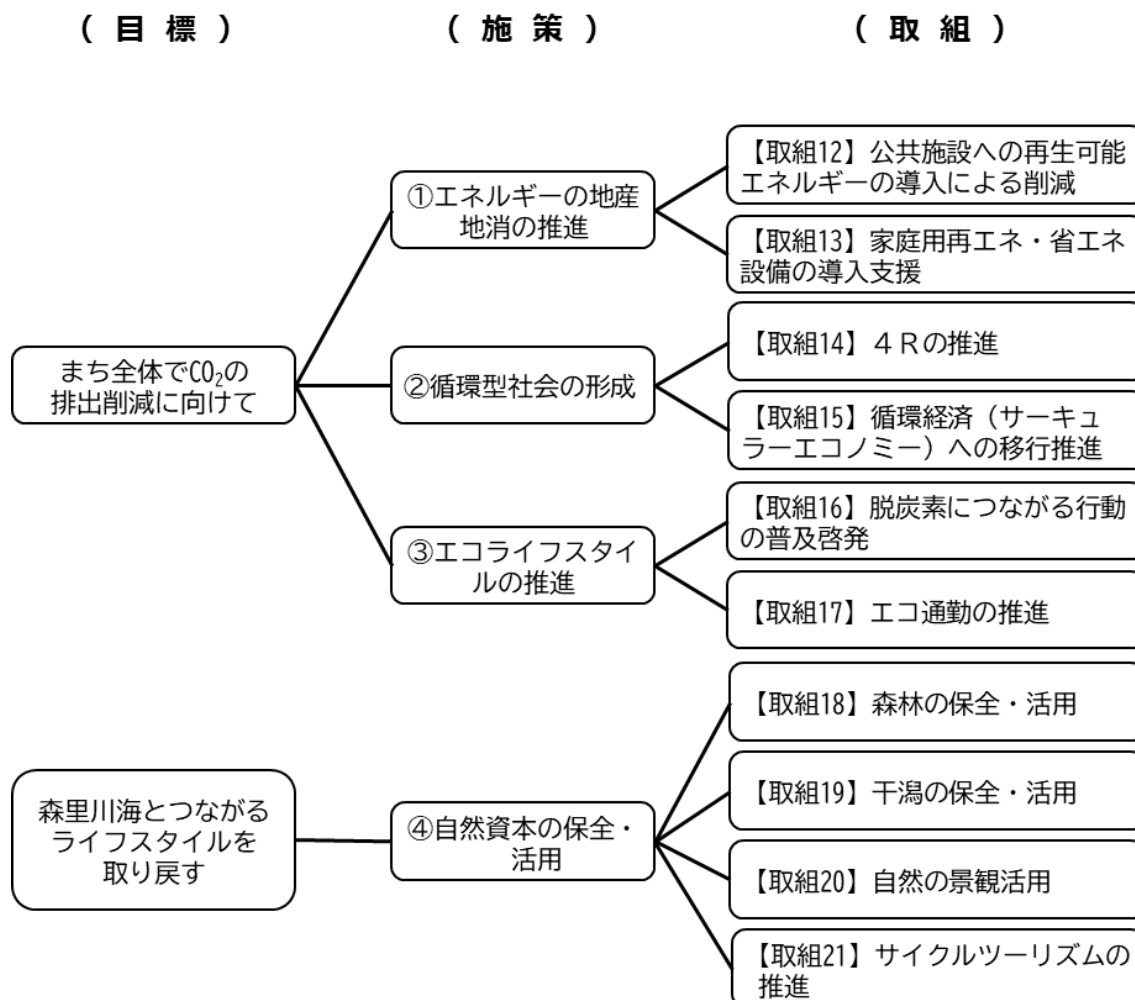 （ 目 標 ）
（ 施 策 ）
（ 取 組 ）
まち全体でCO₂の
排出削減に向けて
①エネルギーの地産
地消の推進
【取組12】公共施設への再生可能
エネルギーの導入による削減
【取組13】家庭用再エネ・省エネ
設備の導入支援
②循環型社会の形成
【取組14】４Ｒの推進
【取組15】循環経済（サーキュ
ラーエコノミー）への移行推進
③エコライフスタイ
ルの推進
【取組16】脱炭素につながる行動
の普及啓発
【取組17】エコ通勤の推進
森里川海とつながる
ライフスタイルを
取り戻す
④自然資本の保全・
活用
【取組18】森林の保全・活用
【取組19】干潟の保全・活用
【取組20】自然の景観活用
【取組21】サイクルツーリズムの
推進